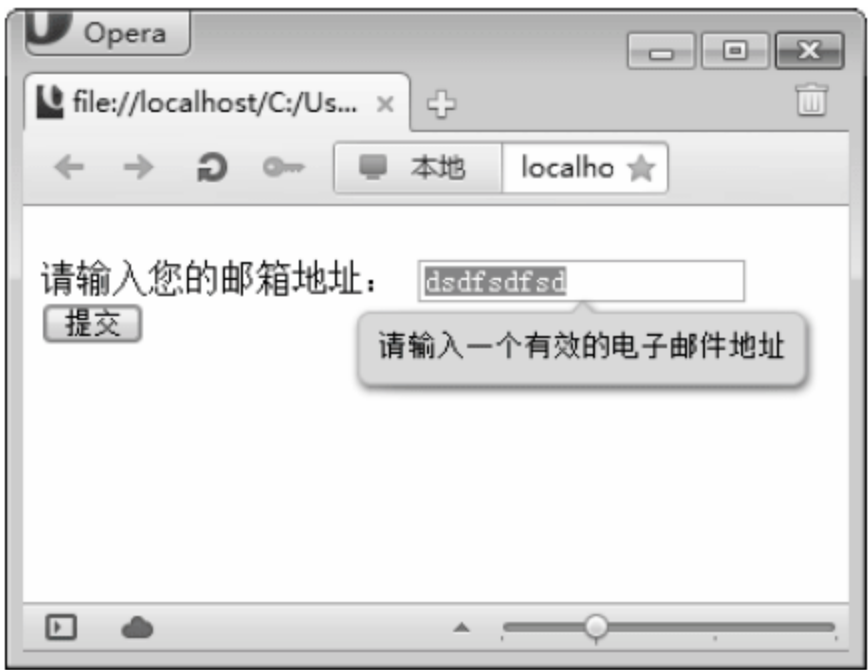 Opera
file://localhost/C:/Us...
本地 localho
请输入您的邮箱地址： dsdfsdfsd
提交
请输入一个有效的电子邮件地址